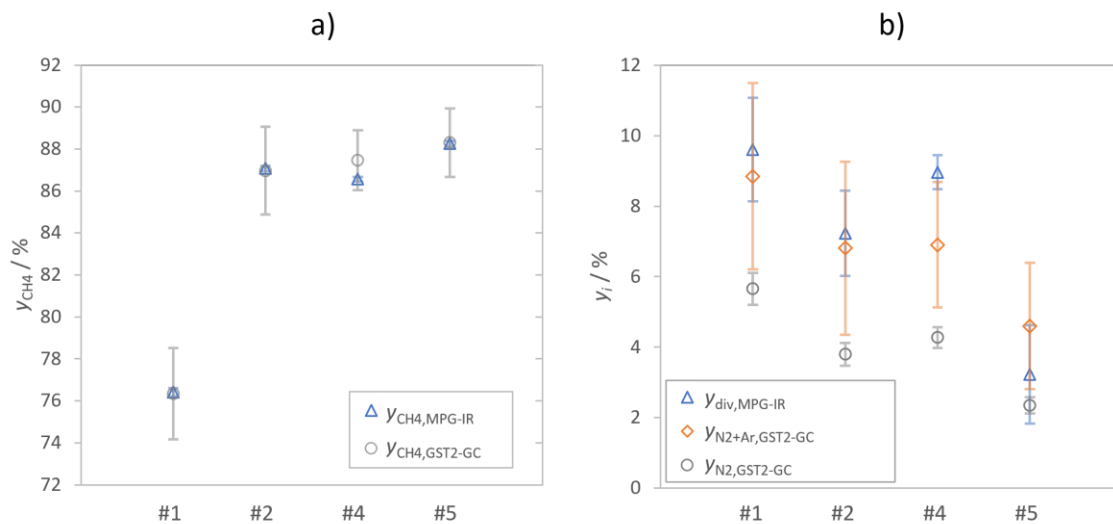 a)
92
90
88
86
84
82
80
78
76
74
72
yCH4 / %
#1 #2 #4 #5
yCH4,MPG-IR
yCH4,GST2-GC
b)
12
10
8
6
4
2
0
yi / %
#1 #2 #4 #5
ydiv,MPG-IR
yN2+Ar,GST2-GC
yN2,GST2-GC